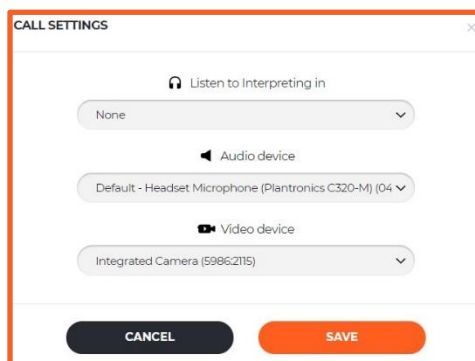 CALL SETTINGS
Listen to Interpreting in
None
Audio device
Default - Headset Microphone (Plantronics C320-M) (04
Video device
Integrated Camera (5986:2115)
CANCEL
SAVE